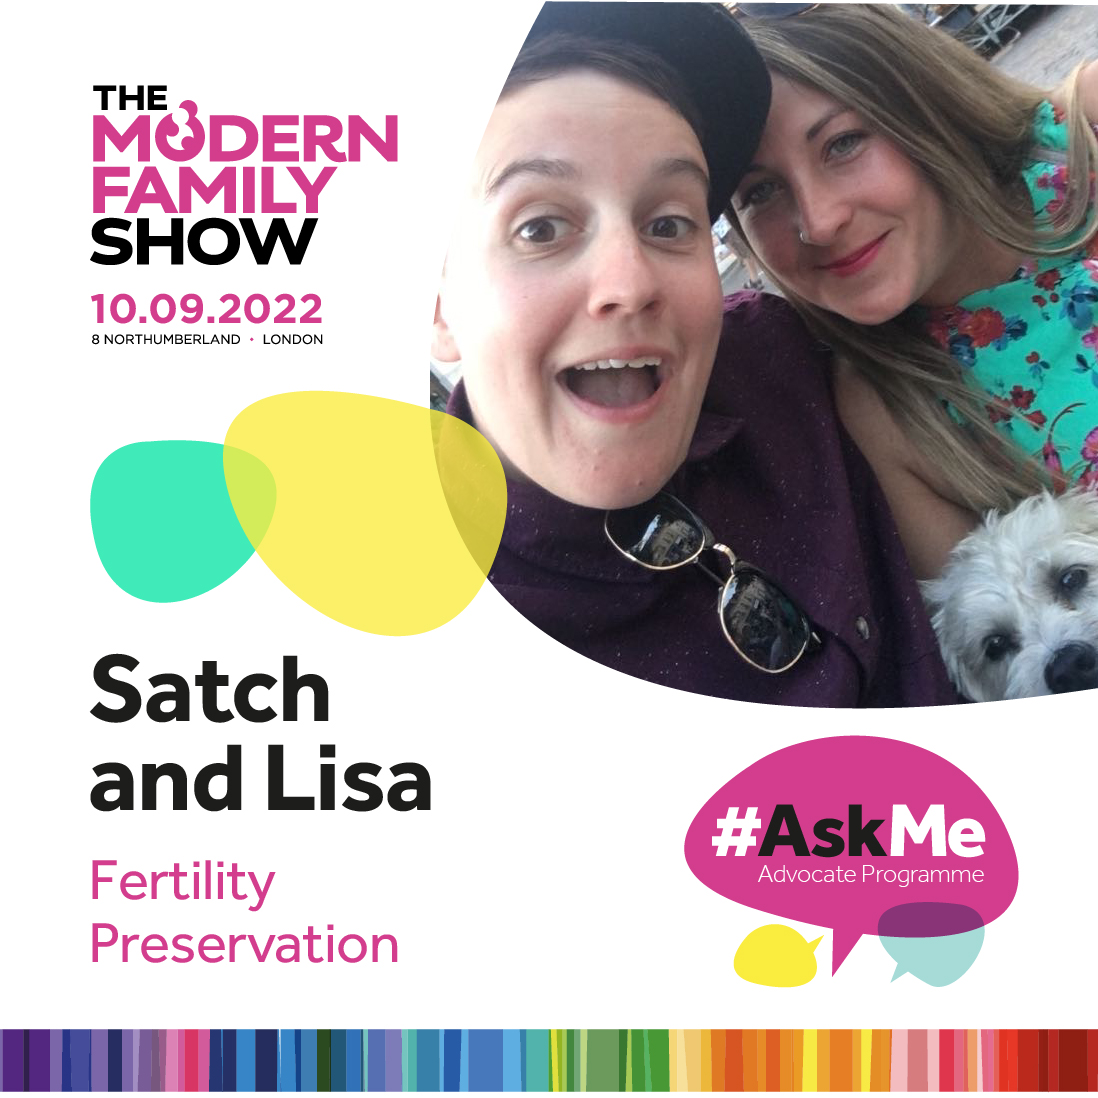 THE
MODERN
FAMILY
SHOW
10.09.2022
8 NORTHUMBERLAND • LONDON
Satch
and Lisa
Fertility
Preservation
#AskMe
Advocate Programme